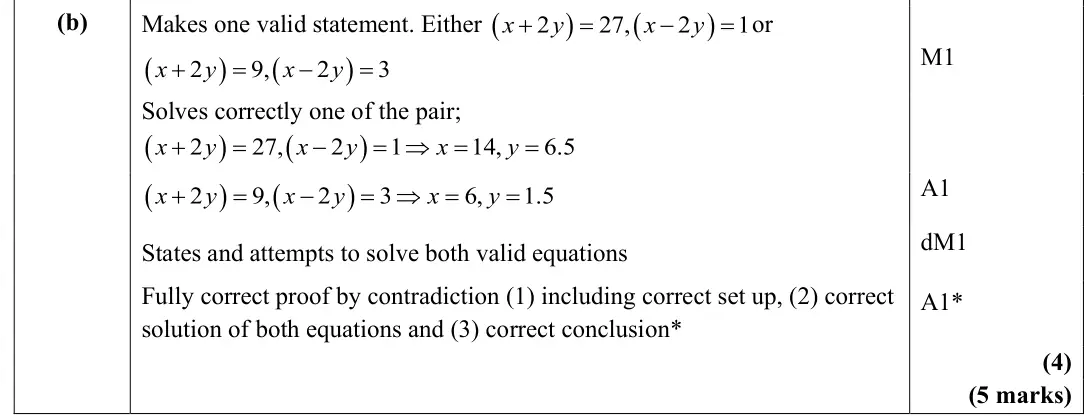 (b) Makes one valid statement. Either (x+2y)=27,(x−2y)=1or
(x+2y)=9,(x−2y)=3
M1
Solves correctly one of the pair;
(x+2y)=27,(x−2y)=1⇒x=14, y=6.5
(x+2y)=9,(x−2y)=3⇒x=6, y=1.5
A1
States and attempts to solve both valid equations
dM1
Fully correct proof by contradiction (1) including correct set up, (2) correct
solution of both equations and (3) correct conclusion*
A1*
(4)
(5 marks)